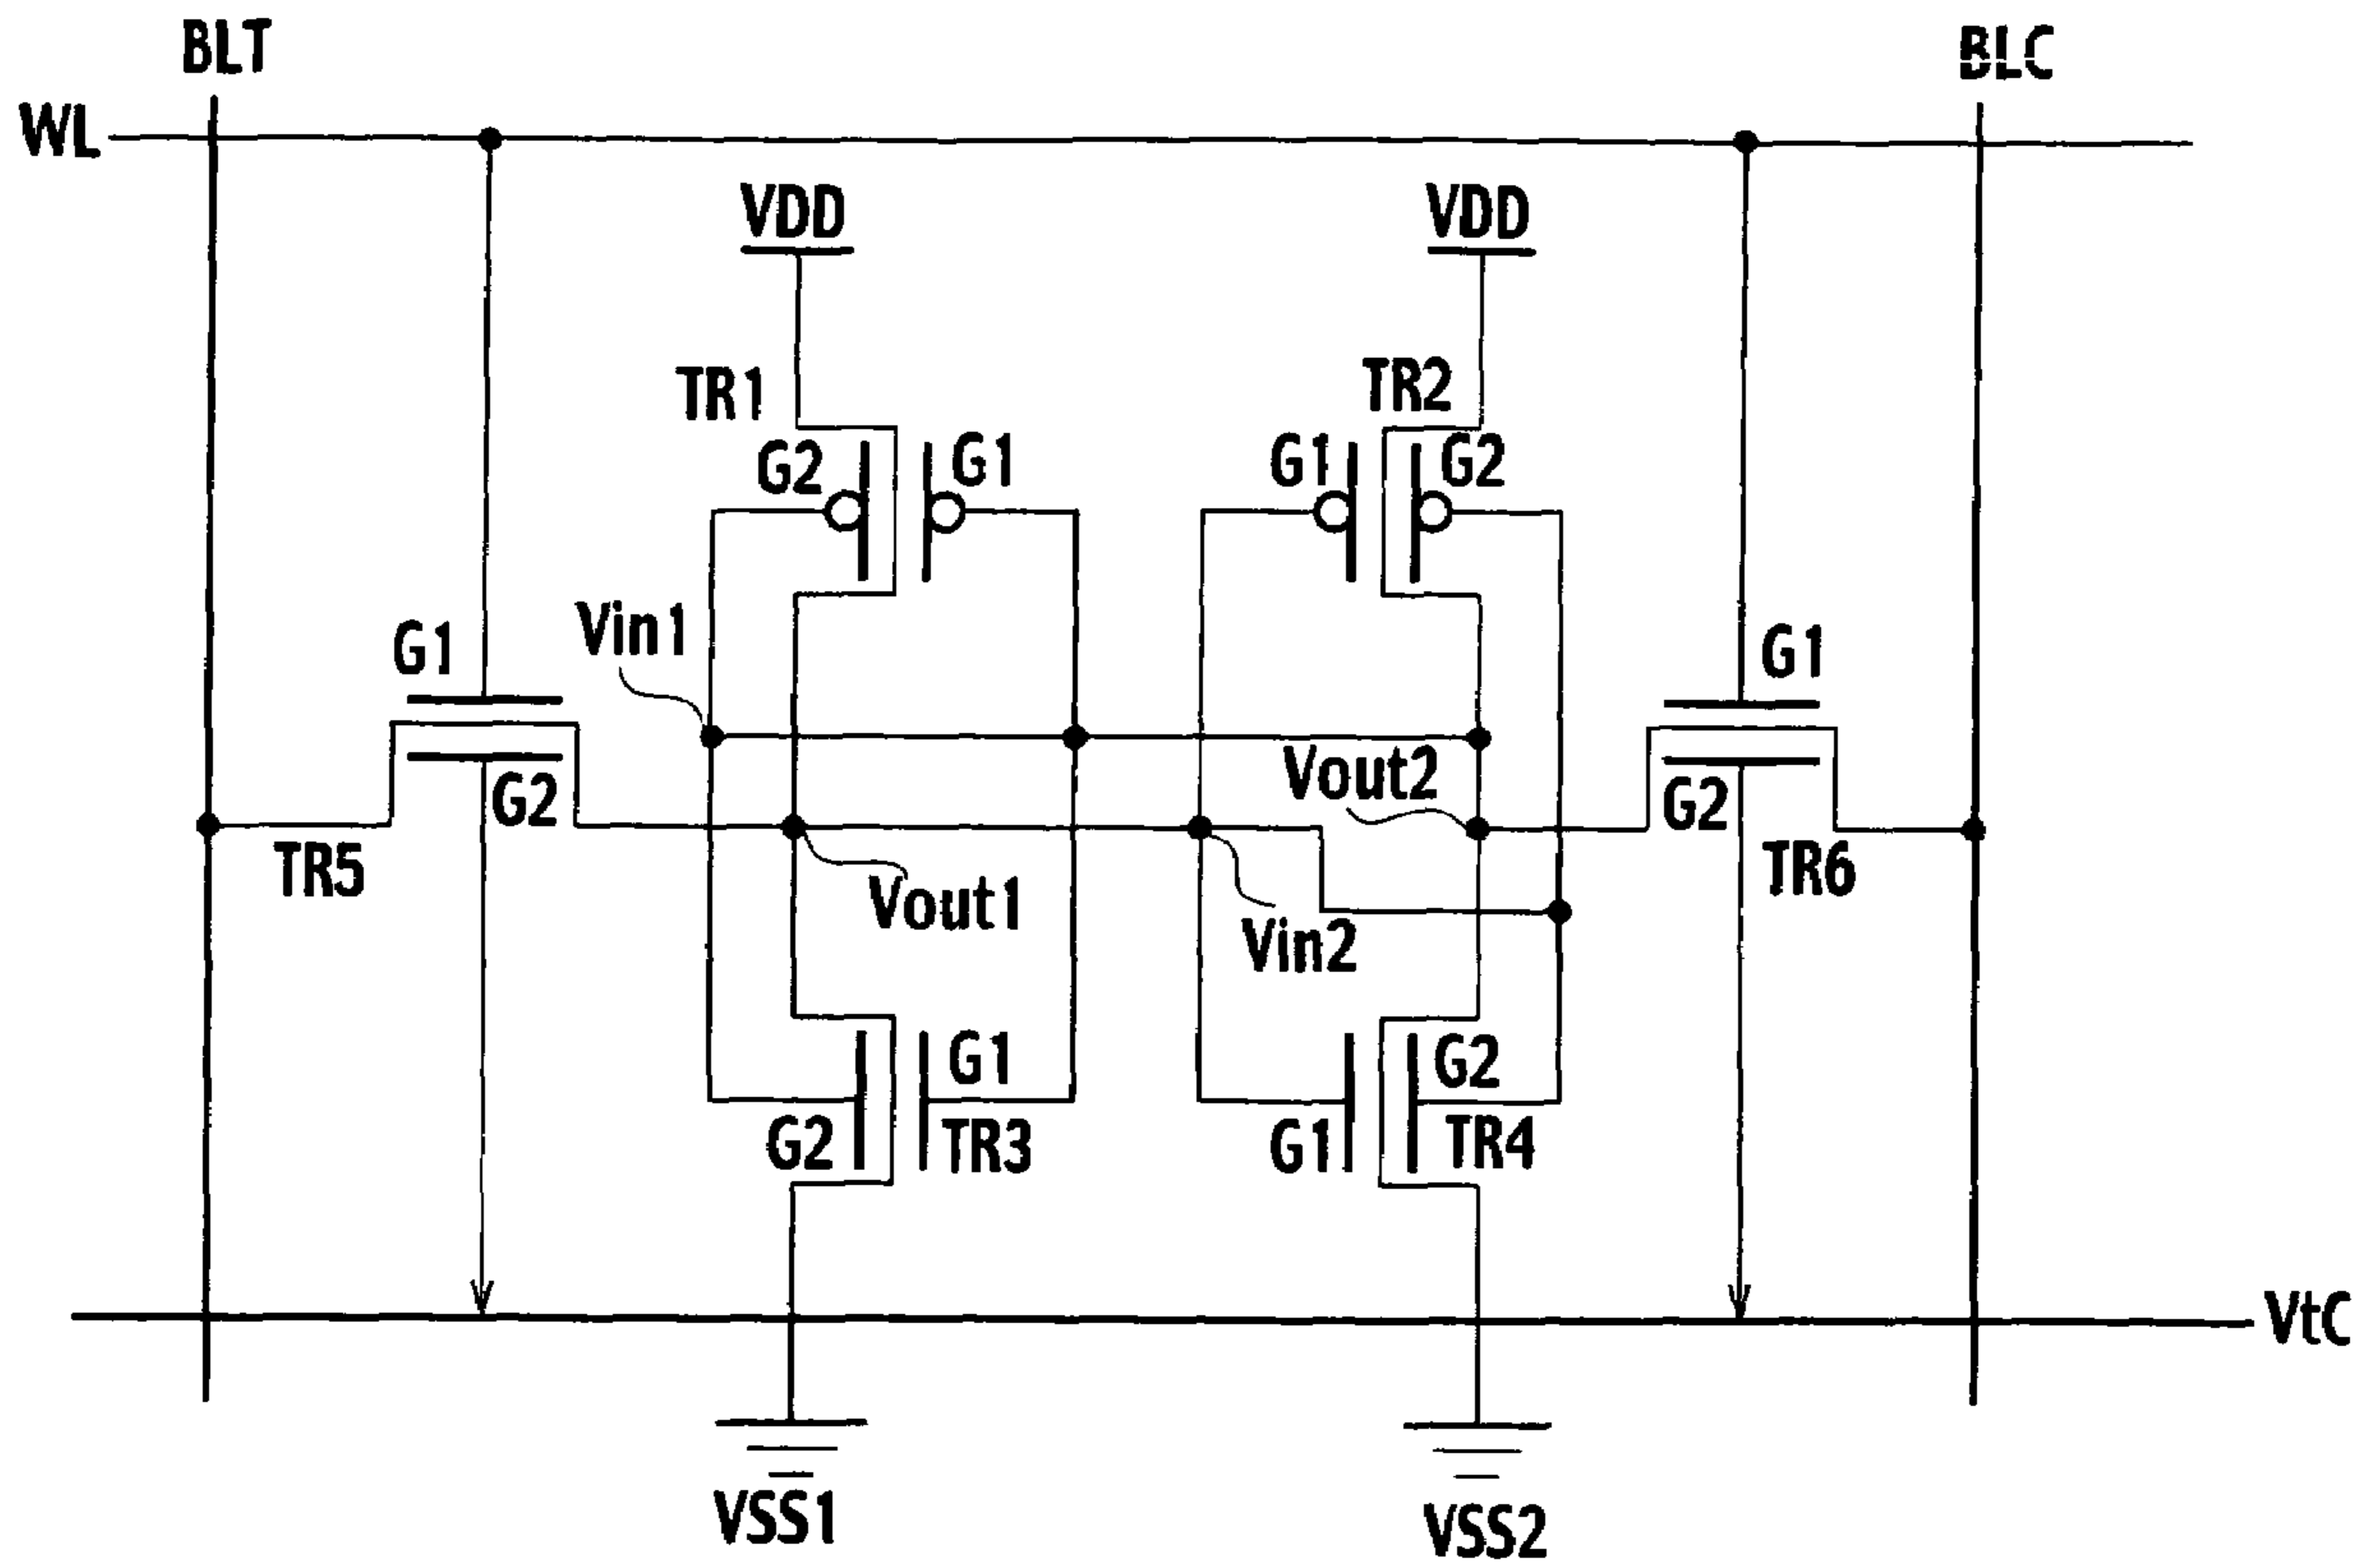 BLT
BLC
WL
VDD
VDD
TR1
TR2
G2
G1
G1
G2
Vin1
G1
G1
Vout2
G2
G2
TR5
TR6
Vout1
Vin2
G1
G2
G2
TR3
G1
TR4
VtC
VSS1
VSS2